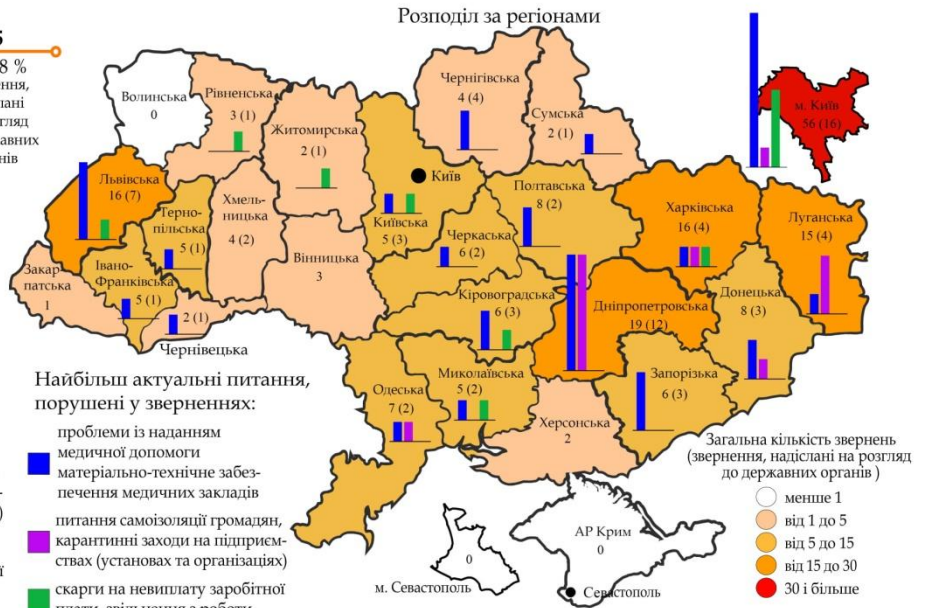 Розподіл за регіонами
8 %
ення,
лані
гляд
авних
нів
Волинська
0
Рівненська
3 (1)
Житомирська
2 (1)
Чернігівська
4 (4)
Сумська
2 (1)
м. Київ
56 (16)
Львівська
16 (7)
Терно-
пільська
5 (1)
Хмель-
ницька
4 (2)
Київ
Київська
5 (3)
Полтавська
8 (2)
Харківська
16 (4)
Луганська
15 (4)
Черкаська
6 (2)
Вінницька
3
Закар-
патська
1
Івано-
Франківська
5 (1)
2 (1)
Чернівецька
Кіровоградська
6 (3)
Дніпропетровська
19 (12)
Донецька
8 (3)
Одеська
7 (2)
Миколаївська
5 (2)
Херсонська
2
Запорізька
6 (3)
АР Крим
0
0
м. Севастополь
Севастополь
Найбільш актуальні питання,
порушені у зверненнях:
проблеми із наданням
медичної допомоги
матеріально-технічне забез-
печення медичних закладів
питання самоізоляції громадян,
карантинні заходи на підприєм-
ствах (установах та організаціях)
скарги на невиплату заробітної
Загальна кількість звернень
(звернення, надіслані на розгляд
до державних органів )
менше 1
від 1 до 5
від 5 до 15
від 15 до 30
30 і більше